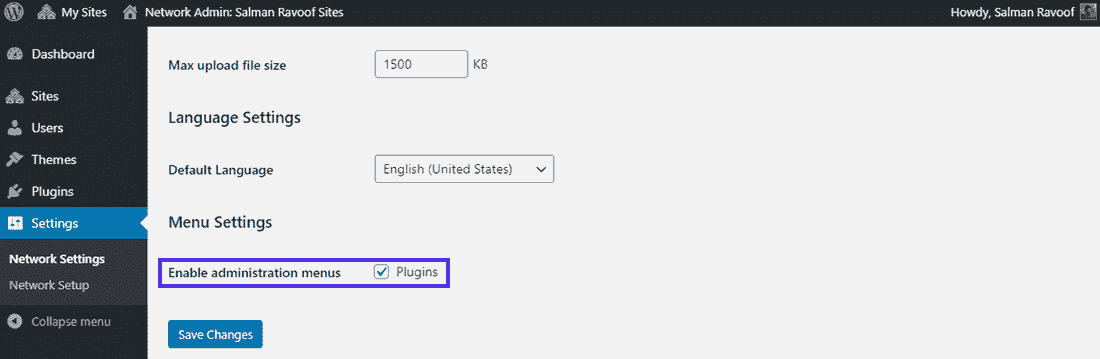 My Sites Network Admin: Salman Ravoof Sites Howdy, Salman Ravoof
Dashboard
Sites
Users
Themes
Plugins
Settings
Network Settings
Network Setup
Collapse menu
Max upload file size 1500 KB
Language Settings
Default Language English (United States)
Menu Settings
Enable administration menus Plugins
Save Changes